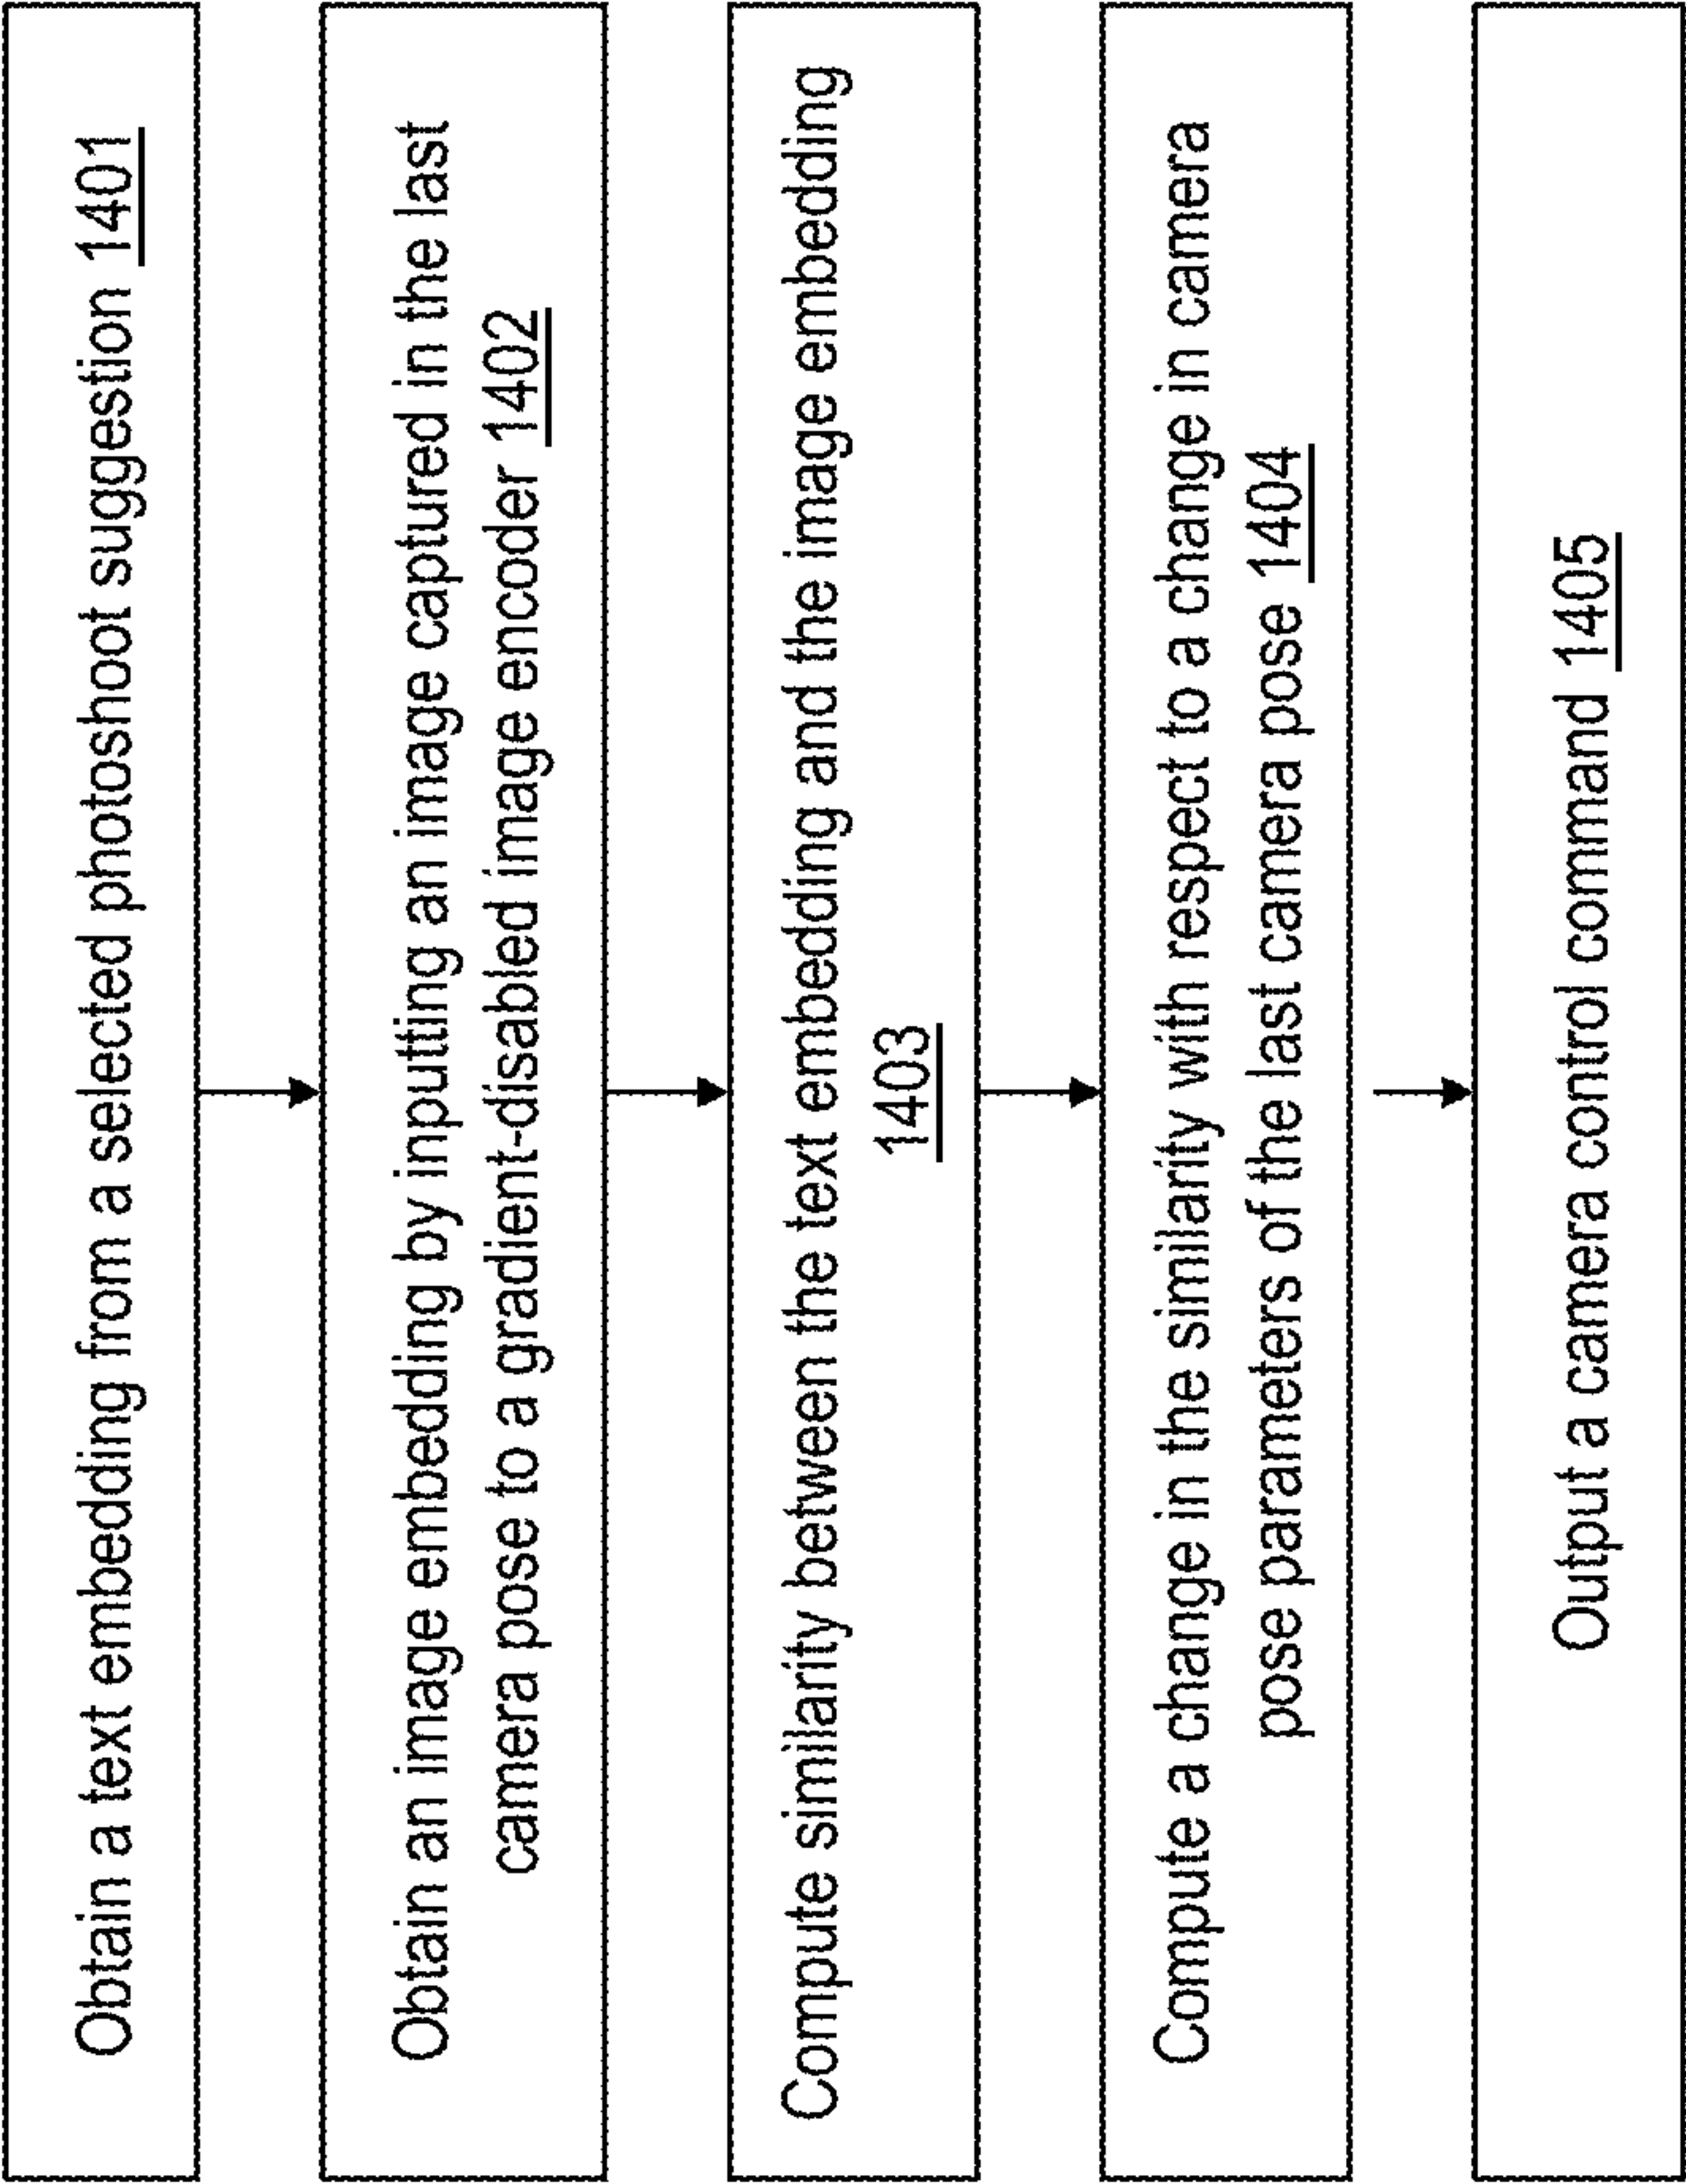 Obtain a text embedding from a selected photoshoot suggestion 1401
Obtain an image embedding by inputting an image captured in the last
camera pose to a gradient-disabled image encoder 1402
Compute similarity between the text embedding and the image embedding
1403
Compute a change in the similarity with respect to a change in camera
pose parameters of the last camera pose 1404
Output a camera control command 1405